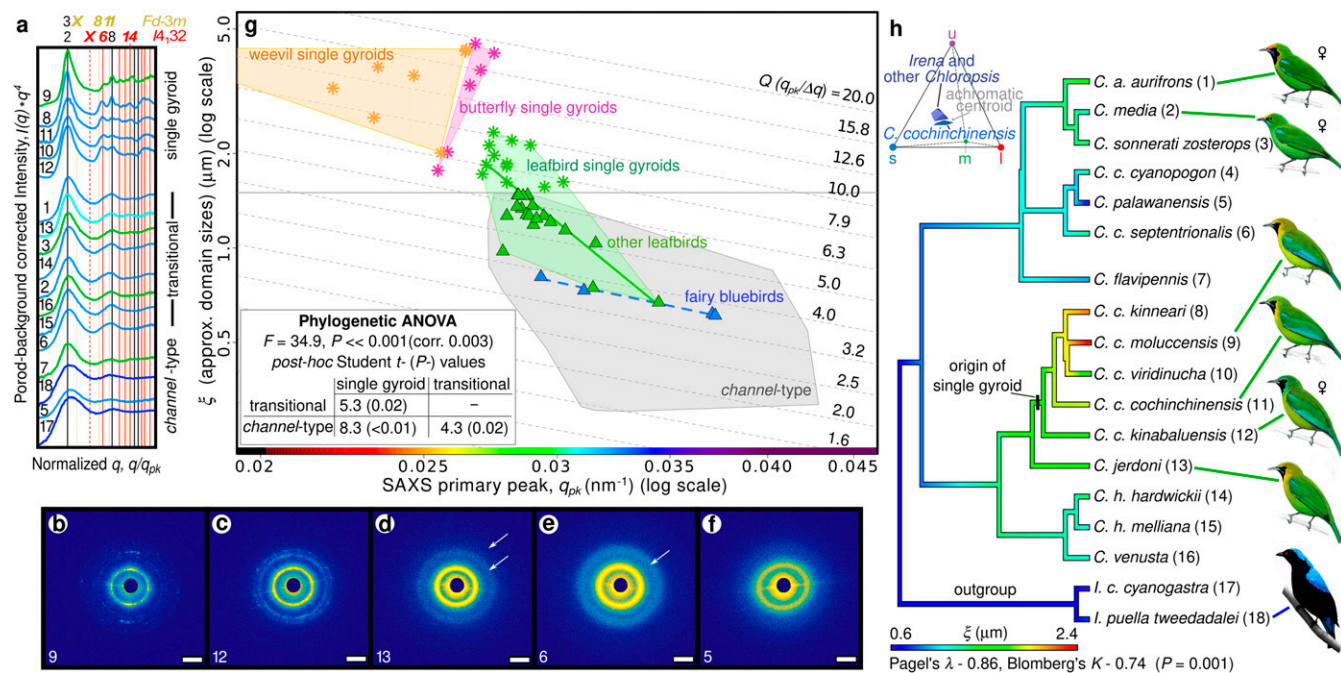 a
3 X 8 11 Fd-3m
2 X 6 8 14 I4₁32
Porod-background corrected Intensity, I(q)•q⁴
9
8
11
10
12
1
13
3
14
2
16
15
6
7
18
5
17
single gyroid
transitional
channel-type
Normalized q, q/qpk
g
5.0
2.0
1.0
0.5
ξ (approx. domain sizes) (μm) (log scale)
weevil single gyroids
butterfly single gyroids
leafbird single gyroids
other leafbirds
fairy bluebirds
channel-type
Q (qpk/Δq) = 20.0
15.8
12.6
10.0
7.9
6.3
5.0
4.0
3.2
2.5
2.0
1.6
Phylogenetic ANOVA
F = 34.9, P << 0.001(corr. 0.003)
post-hoc Student t- (P-) values
single gyroid transitional
transitional 5.3 (0.02) –
channel-type 8.3 (<0.01) 4.3 (0.02)
0.02 0.025 0.03 0.035 0.04 0.045
SAXS primary peak, qpk (nm⁻¹) (log scale)
b
9
c
12
d
13
e
6
f
5
h
u
Irena and
other Chloropsis
achromatic
centroid
C. cochinchinensis
s m l
C. a. aurifrons (1)
♀
C. media (2)
♀
C. sonnerati zosterops (3)
C. c. cyanopogon (4)
C. palawanensis (5)
C. c. septentrionalis (6)
C. flavipennis (7)
C. c. kinneari (8)
C. c. moluccensis (9)
C. c. viridinucha (10)
C. c. cochinchinensis (11)
♀
C. c. kinabaluensis (12)
C. jerdoni (13)
C. h. hardwickii (14)
C. h. melliana (15)
C. venusta (16)
I. c. cyanogastra (17)
I. puella tweedadalei (18)
origin of
single gyroid
outgroup
0.6 ξ (μm) 2.4
Pagel's λ - 0.86, Blomberg's K - 0.74 (P = 0.001)